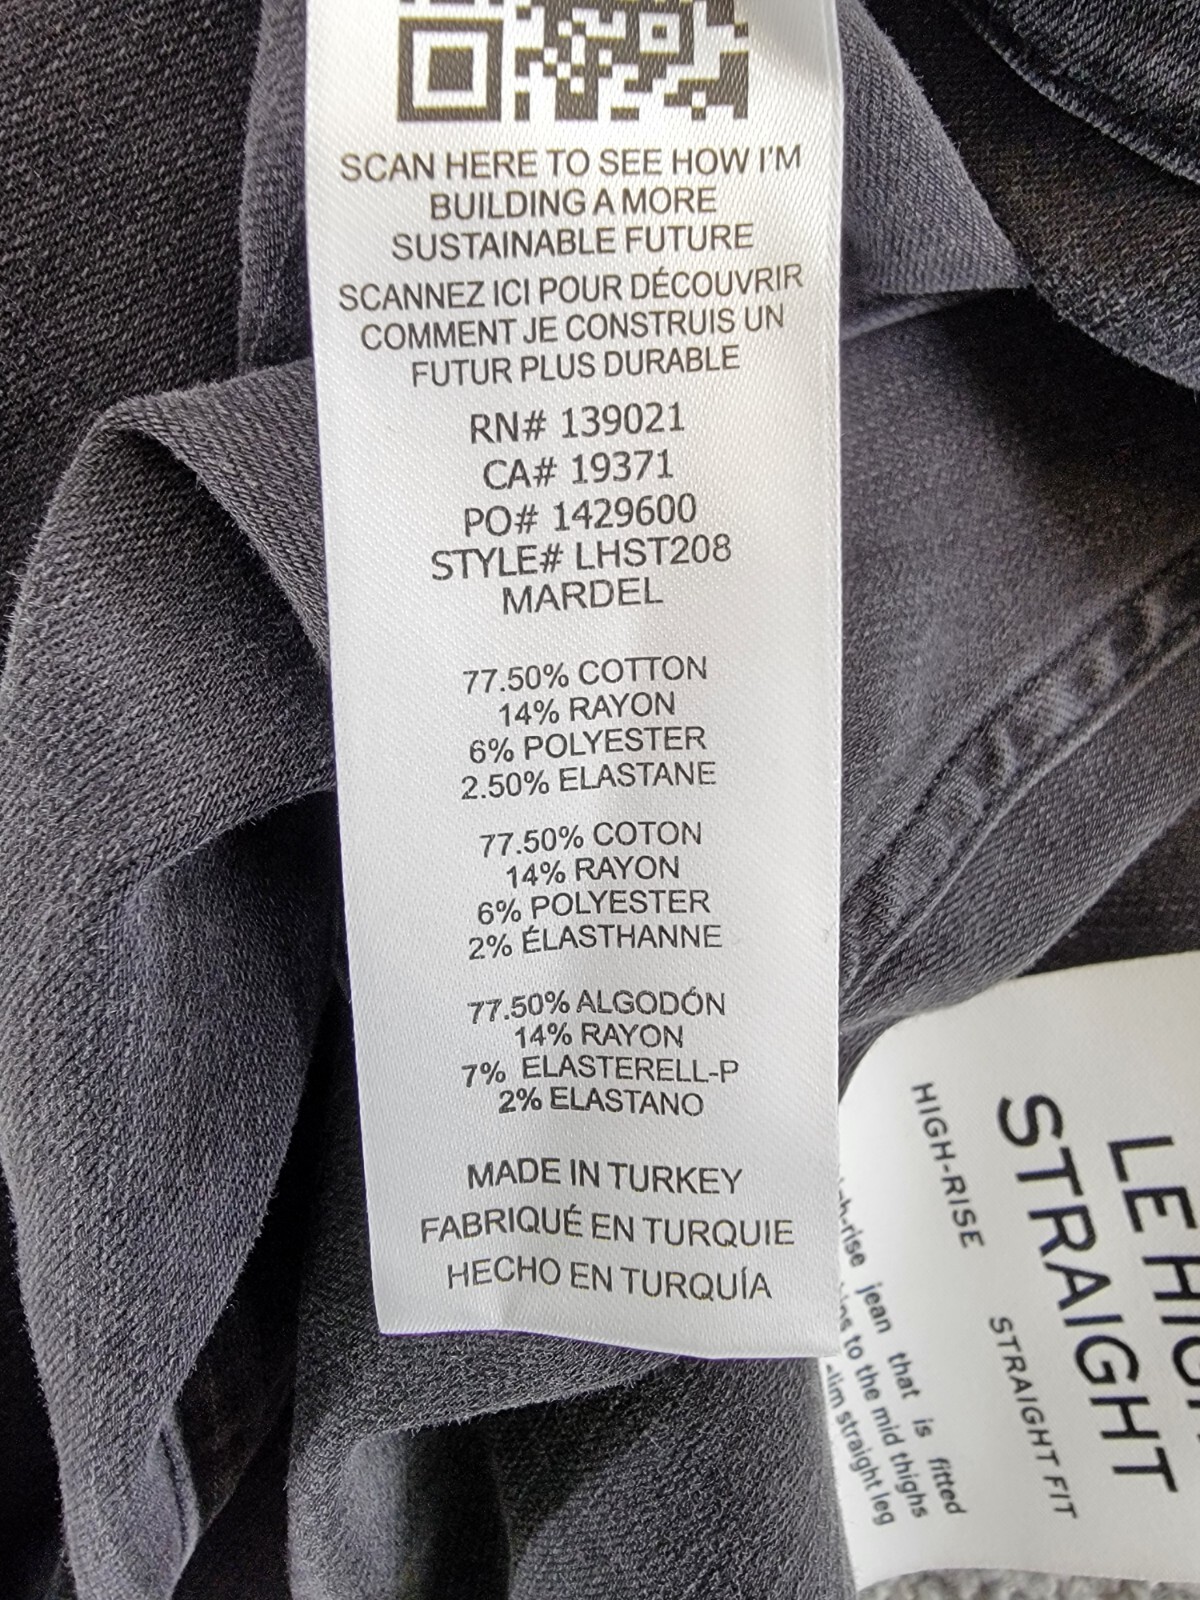 SCAN HERE TO SEE HOW I'M
BUILDING A MORE
SUSTAINABLE FUTURE
SCANNEZ ICI POUR DÉCOUVRIR
COMMENT JE CONSTRUIS UN
FUTUR PLUS DURABLE
RN# 139021
CA# 19371
PO# 1429600
STYLE# LHST208
MARDEL
77.50% COTTON
14% RAYON
6% POLYESTER
2.50% ELASTANE
77.50% COTON
14% RAYON
6% POLYESTER
2% ÉLASTHANNE
77.50% ALGODÓN
14% RAYON
7% ELASTERELL-P
2% ELASTANO
MADE IN TURKEY
FABRIQUÉ EN TURQUIE
HECHO EN TURQUÍA
LE
STRAIGHT
HIGH-RISE STRAIGHT FIT
jean that is fitted
to the mid thighs
straight leg